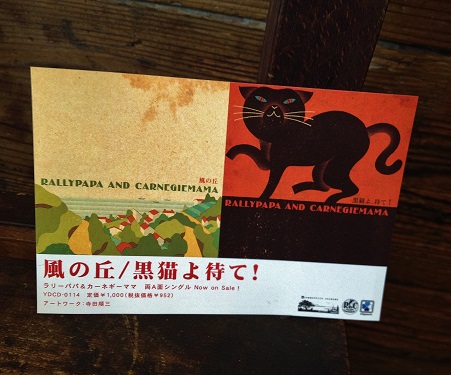 風の丘
RALLYPAPA AND CARNEGIEMAMA
黒猫よ 待て!
RALLYPAPA AND CARNEGIEMAMA
風の丘/黒猫よ待て!
ラリーパパ&カーネギーママ 両A面シングル Now on Sale!
YDCD-0114 定価¥1,000(税抜価格¥952)
アートワーク:寺田順三